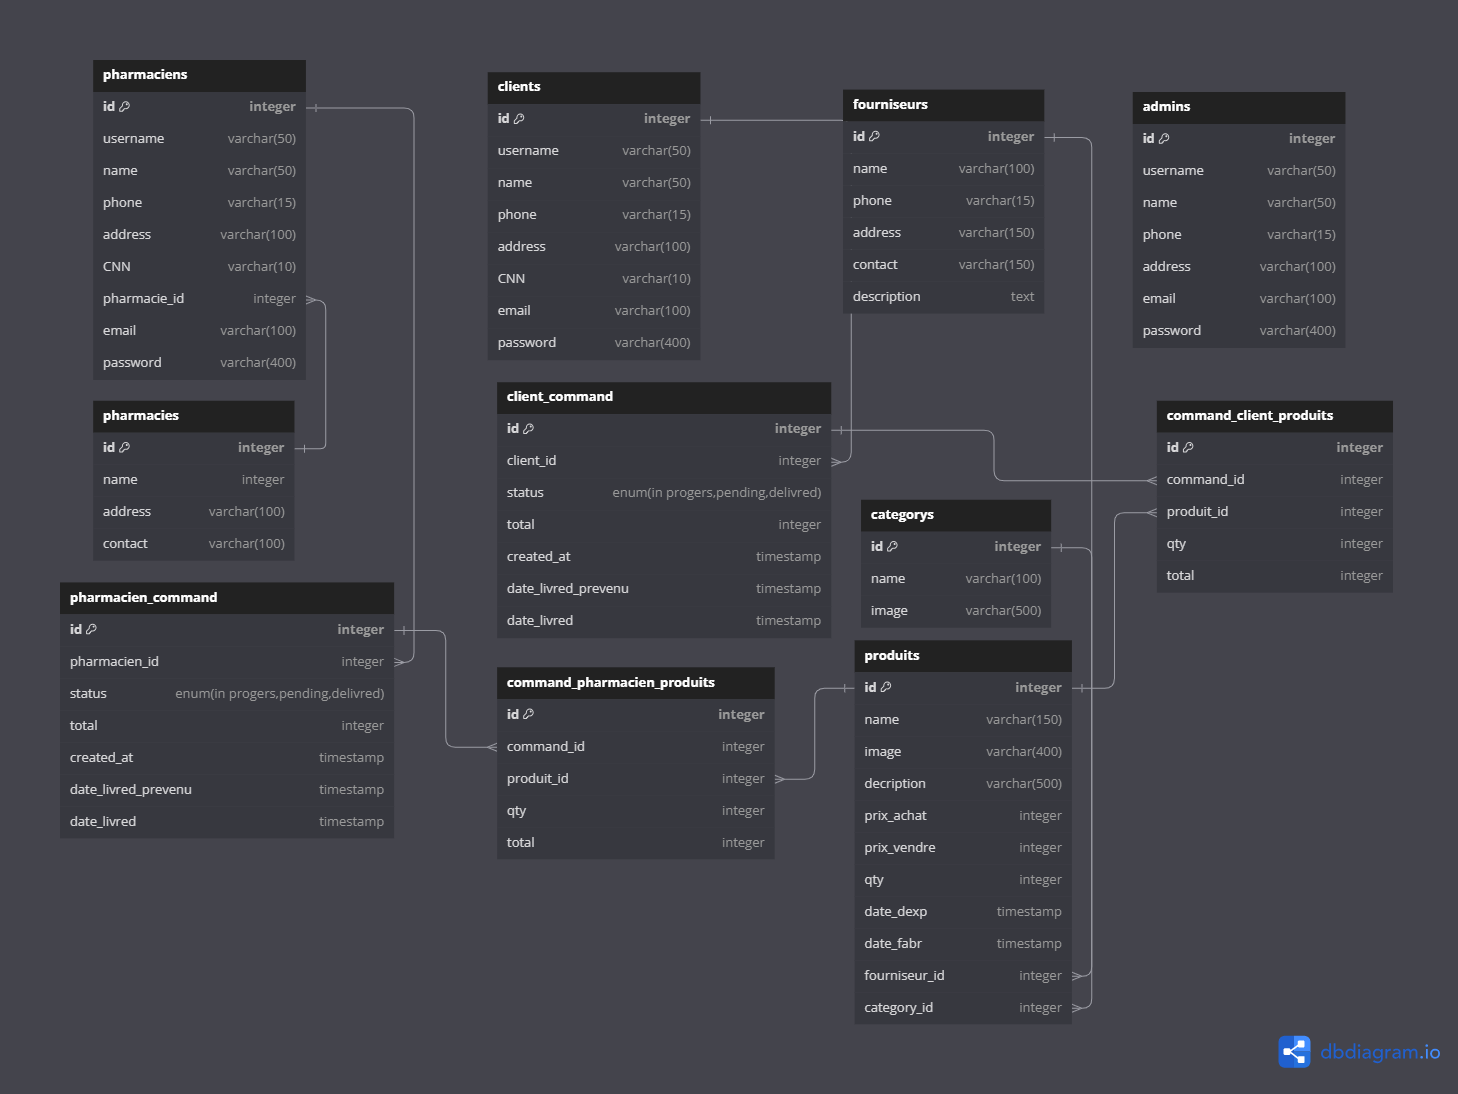 pharmaciens
id integer
username varchar(50)
name varchar(50)
phone varchar(15)
address varchar(100)
CNN varchar(10)
pharmacie_id integer
email varchar(100)
password varchar(400)
clients
id integer
username varchar(50)
name varchar(50)
phone varchar(15)
address varchar(100)
CNN varchar(10)
email varchar(100)
password varchar(400)
fourniseurs
id integer
name varchar(100)
phone varchar(15)
address varchar(150)
contact varchar(150)
description text
admins
id integer
username varchar(50)
name varchar(50)
phone varchar(15)
address varchar(100)
email varchar(100)
password varchar(400)
pharmacies
id integer
name integer
address varchar(100)
contact varchar(100)
client_command
id integer
client_id integer
status enum(in progers,pending,delivred)
total integer
created_at timestamp
date_livred_prevenu timestamp
date_livred timestamp
command_client_produits
id integer
command_id integer
produit_id integer
qty integer
total integer
categorys
id integer
name varchar(100)
image varchar(500)
pharmacien_command
id integer
pharmacien_id integer
status enum(in progers,pending,delivred)
total integer
created_at timestamp
date_livred_prevenu timestamp
date_livred timestamp
command_pharmacien_produits
id integer
command_id integer
produit_id integer
qty integer
total integer
produits
id integer
name varchar(150)
image varchar(400)
decription varchar(500)
prix_achat integer
prix_vendre integer
qty integer
date_dexp timestamp
date_fabr timestamp
fourniseur_id integer
category_id integer
dbdiagram.io